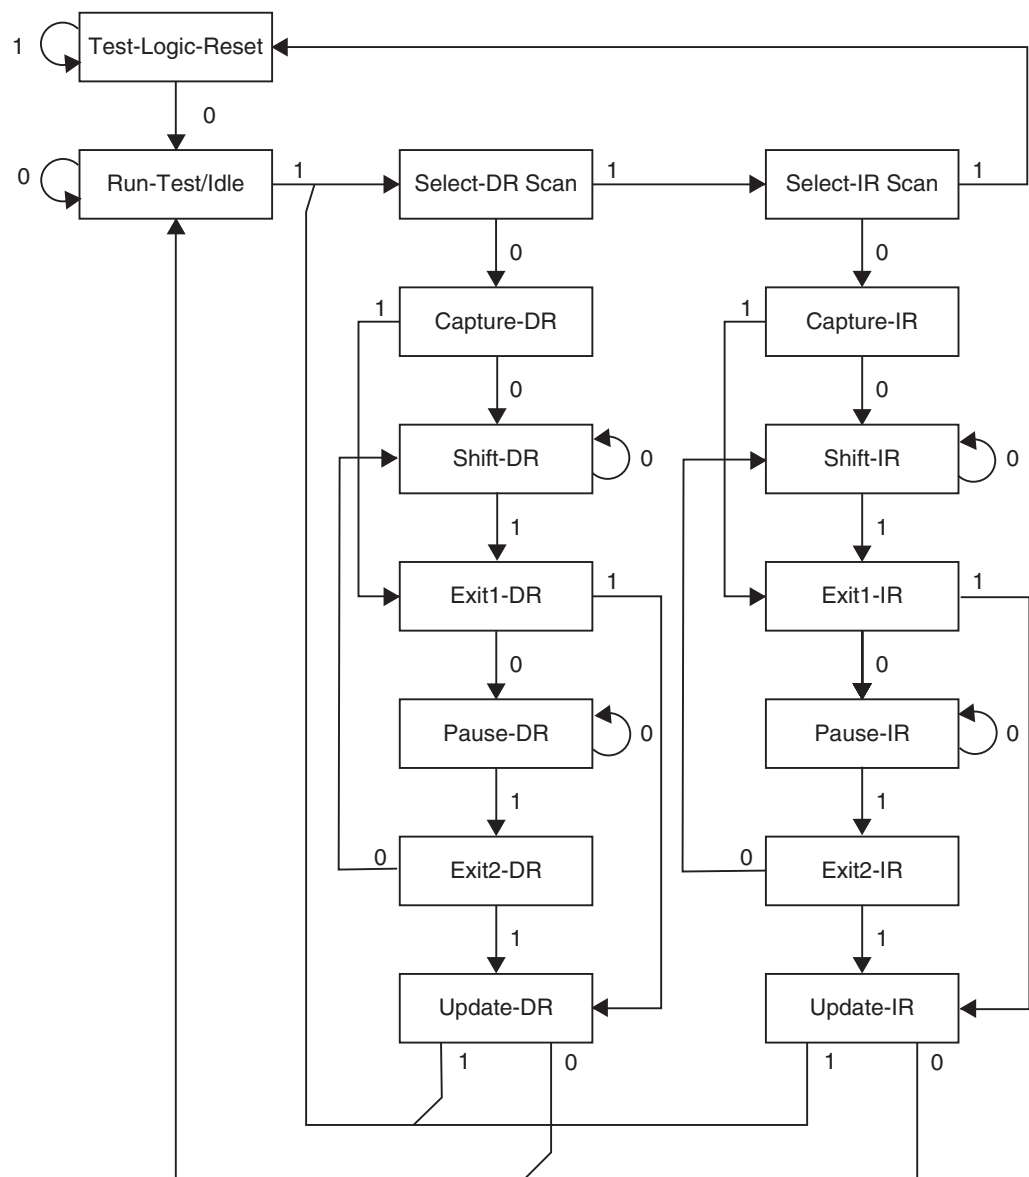 1
Test-Logic-Reset
0
0
Run-Test/Idle
1
Select-DR Scan
1
Select-IR Scan
1
0
0
1
Capture-DR
1
Capture-IR
0
0
Shift-DR
0
Shift-IR
0
1
1
Exit1-DR
1
Exit1-IR
1
0
0
Pause-DR
0
Pause-IR
0
1
1
0
Exit2-DR
0
Exit2-IR
1
1
Update-DR
Update-IR
1
0
1
0